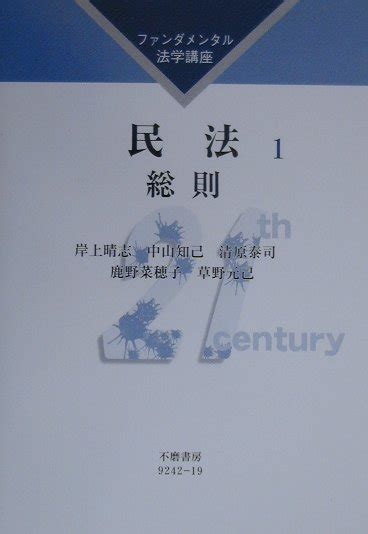 ファンダメンタル
法学講座
民法 1
総則
21th
century
岸上晴志 中山知己 清原泰司
鹿野菜穂子 草野元己
不磨書房
9242-19